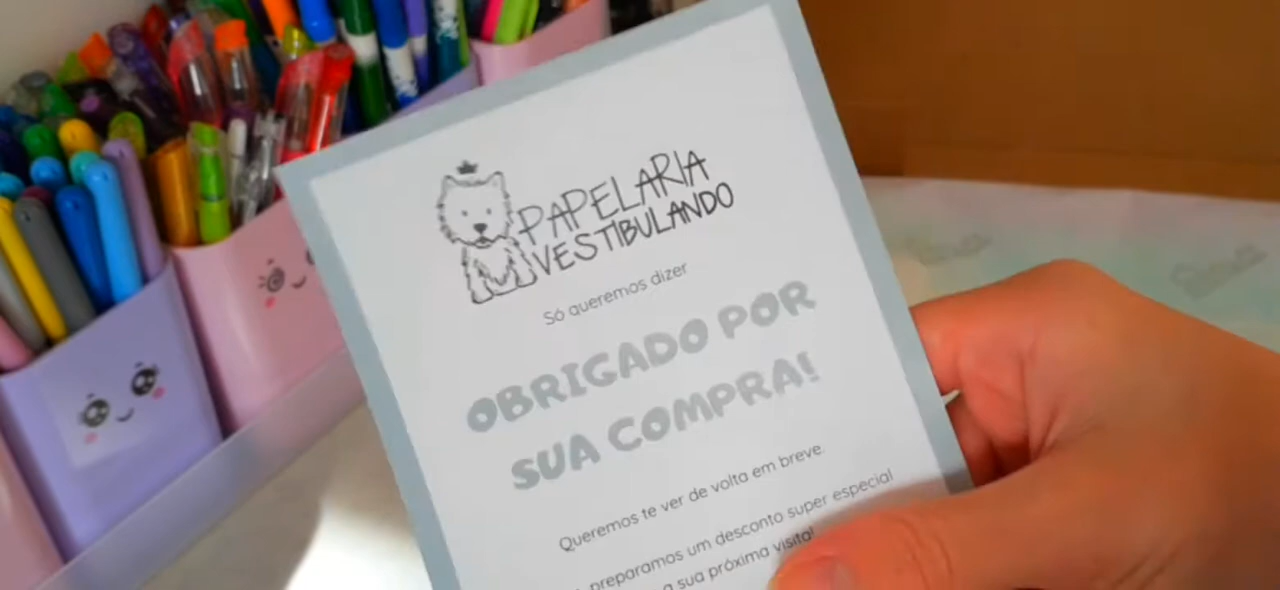 PAPELARIA
VESTIBULANDO
Só queremos dizer
OBRIGADO POR
SUA COMPRA!
Queremos te ver de volta em breve.
preparamos um desconto super especial
a sua próxima visita!